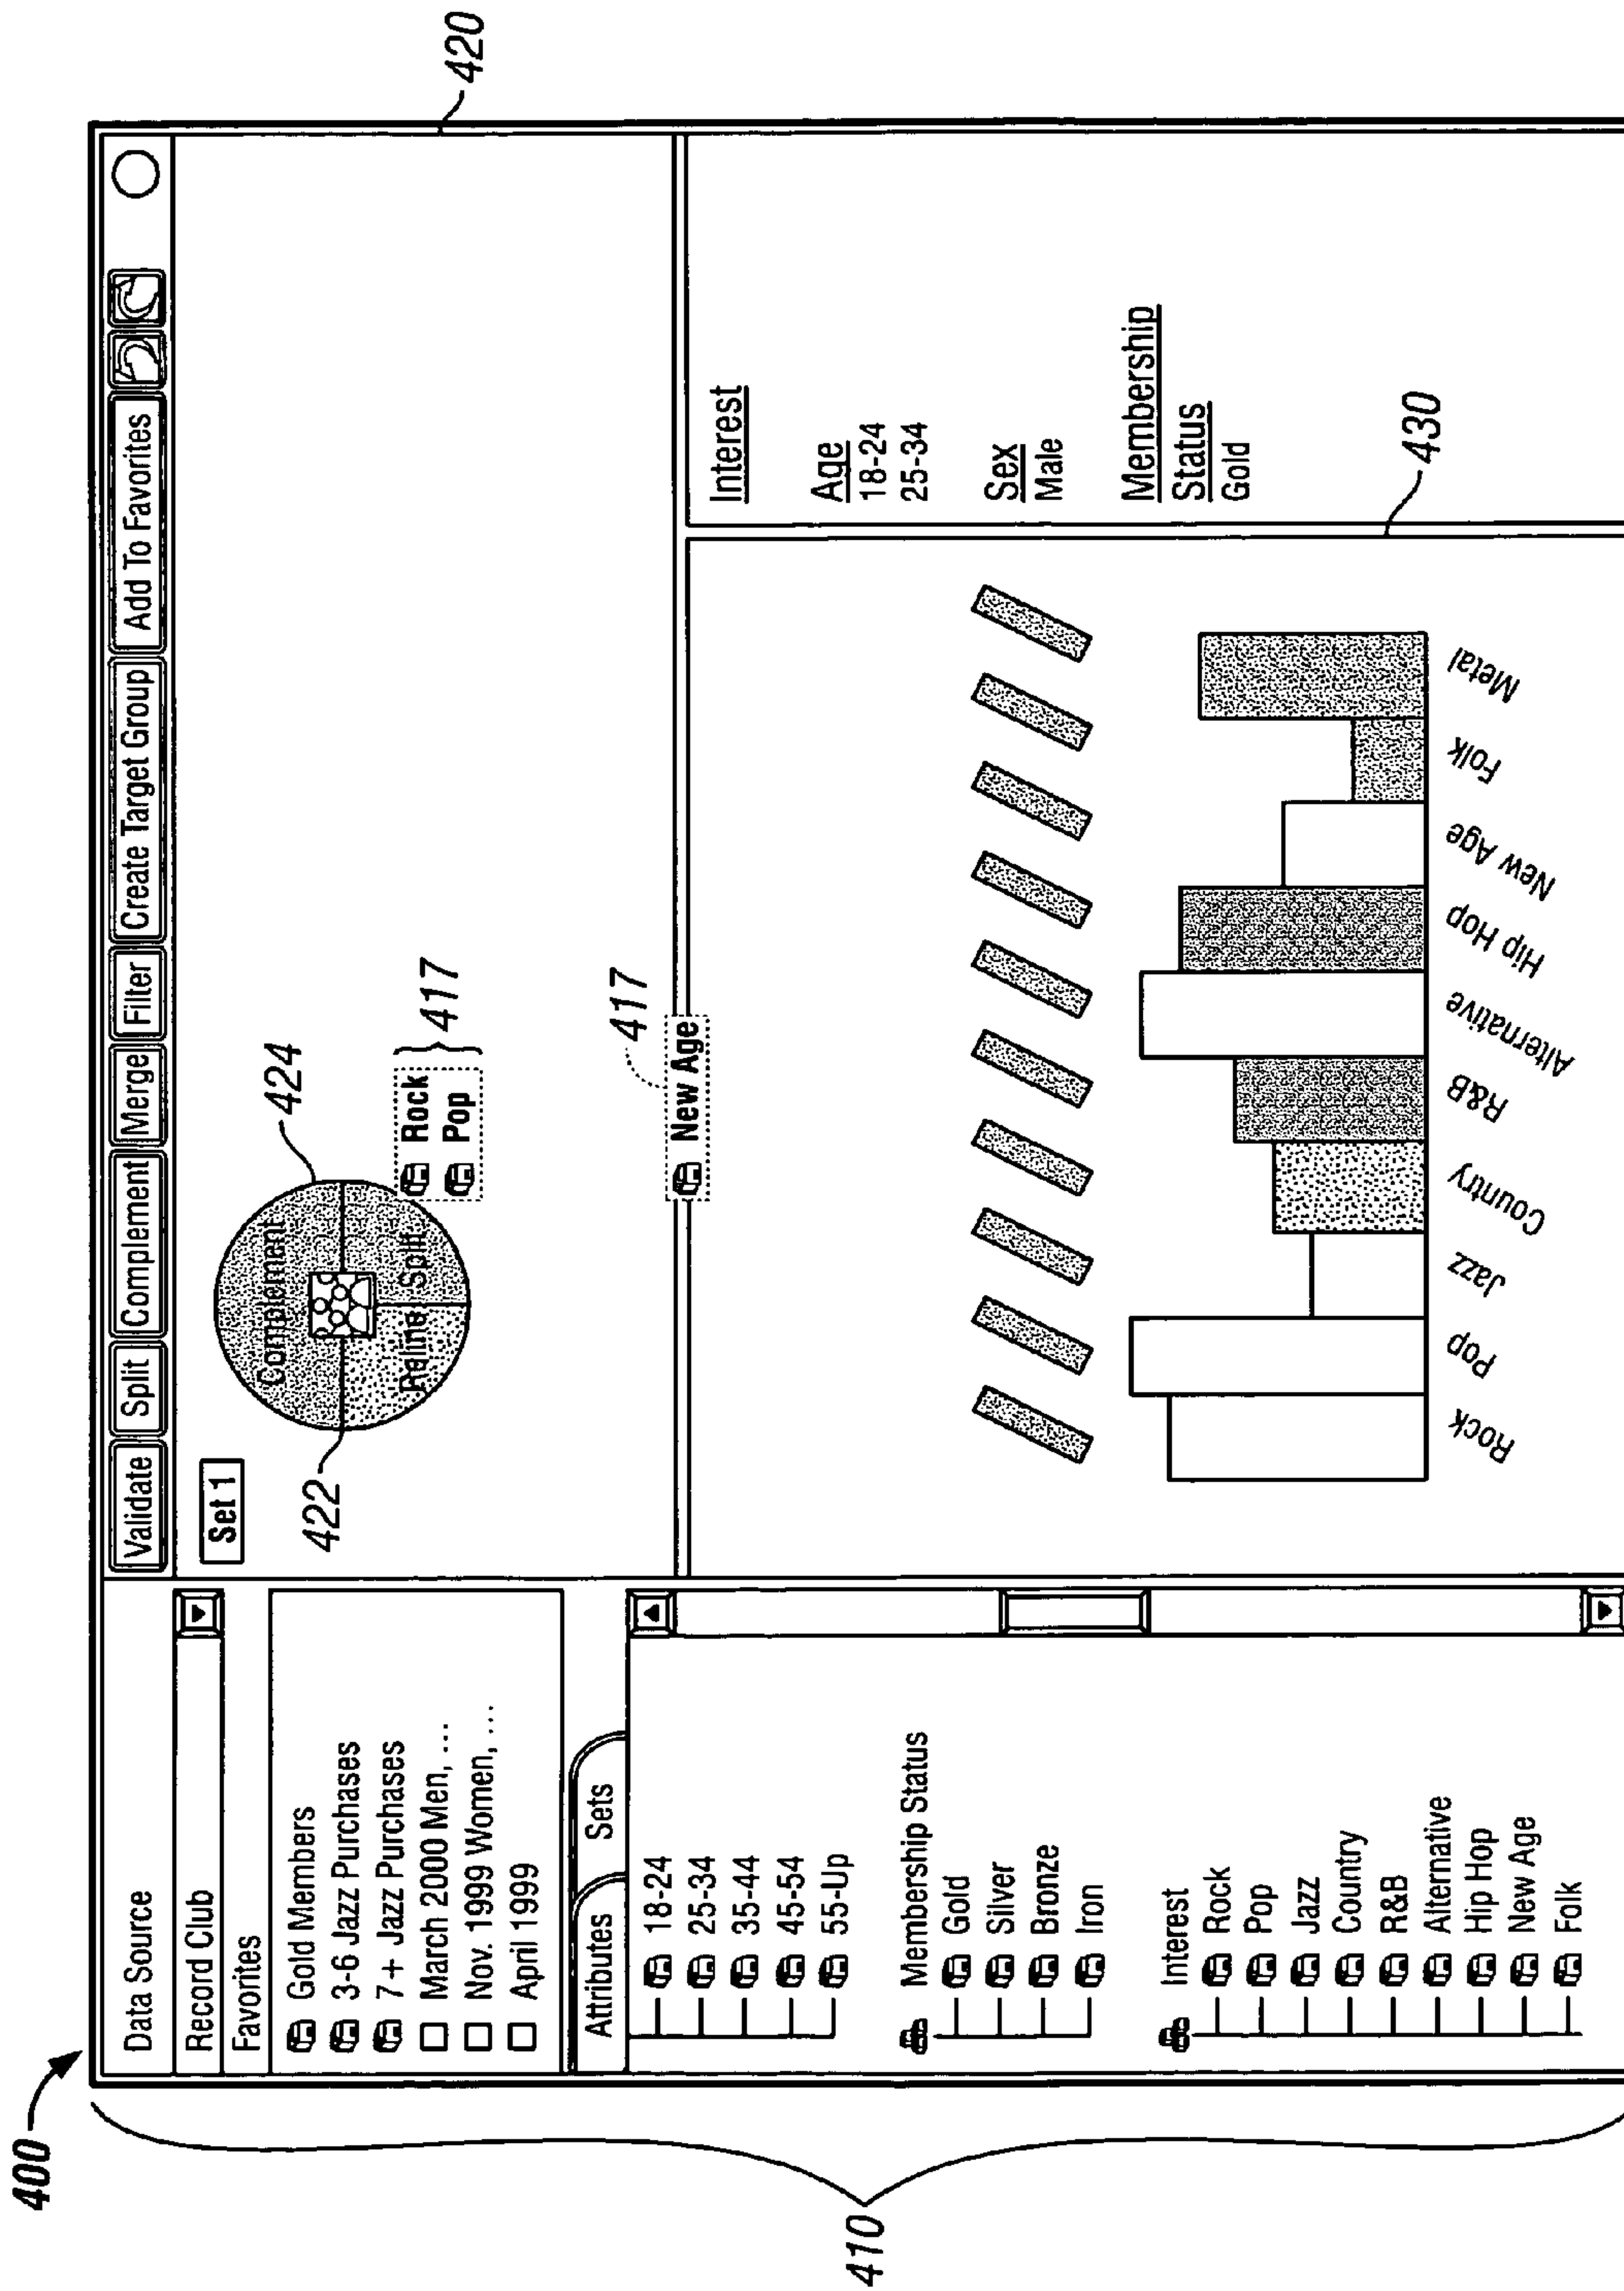 400
410
Data Source
Record Club
Favorites
Gold Members
3-6 Jazz Purchases
7+ Jazz Purchases
March 2000 Men, ...
Nov. 1999 Women, ...
April 1999
Attributes Sets
18-24
25-34
35-44
45-54
55-Up
Membership Status
Gold
Silver
Bronze
Iron
Interest
Rock
Pop
Jazz
Country
R&B
Alternative
Hip Hop
New Age
Folk
Validate Split Complement Merge Filter Create Target Group Add To Favorites
420
Set 1
422
424
Complement
Split
Rock
Pop
417
417
New Age
Rock
Pop
Jazz
Country
R&B
Alternative
Hip Hop
New Age
Folk
Metal
Interest
Age
18-24
25-34
Sex
Male
Membership
Status
Gold
430